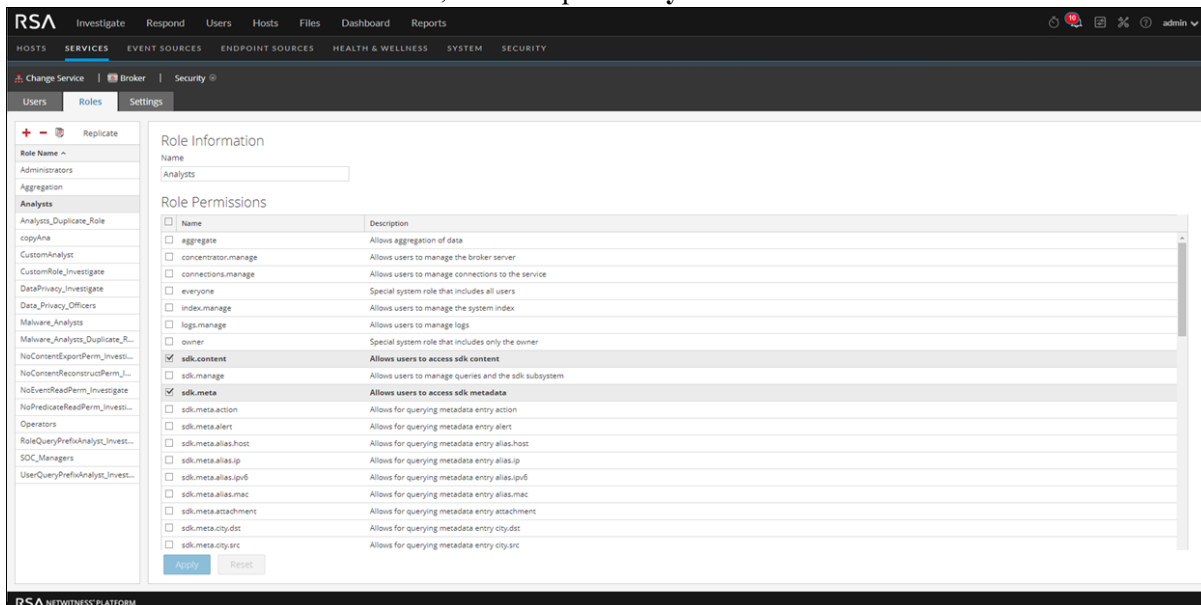 RSA Investigate Respond Users Hosts Files Dashboard Reports 10 admin
HOSTS SERVICES EVENT SOURCES ENDPOINT SOURCES HEALTH & WELLNESS SYSTEM SECURITY
Change Service | Broker | Security
Users Roles Settings
Replicate
Role Name
Administrators
Aggregation
Analysts
Analysts_Duplicate_Role
copyAna
CustomAnalyst
CustomRole_Investigate
DataPrivacy_Investigate
Data_Privacy_Officers
Malware_Analysts
Malware_Analysts_Duplicate_R...
NoContentExportPerm_Investi...
NoContentReconstructPerm_I...
NoEventReadPerm_Investigate
NoPredicateReadPerm_Investi...
Operators
RoleQueryPrefixAnalyst_Invest...
SOC_Managers
UserQueryPrefixAnalyst_Invest...
Role Information
Name
Analysts
Role Permissions
Name Description
aggregate Allows aggregation of data
concentrator.manage Allows users to manage the broker server
connections.manage Allows users to manage connections to the service
everyone Special system role that includes all users
index.manage Allows users to manage the system index
logs.manage Allows users to manage logs
owner Special system role that includes only the owner
sdk.content Allows users to access sdk content
sdk.manage Allows users to manage queries and the sdk subsystem
sdk.meta Allows users to access sdk metadata
sdk.meta.action Allows for querying metadata entry action
sdk.meta.alert Allows for querying metadata entry alert
sdk.meta.alias.host Allows for querying metadata entry alias.host
sdk.meta.alias.ip Allows for querying metadata entry alias.ip
sdk.meta.alias.ipv6 Allows for querying metadata entry alias.ipv6
sdk.meta.alias.mac Allows for querying metadata entry alias.mac
sdk.meta.attachment Allows for querying metadata entry attachment
sdk.meta.city.dst Allows for querying metadata entry city.dst
sdk.meta.city.src Allows for querying metadata entry city.src
Apply Reset
RSA NETWITNESS® PLATFORM